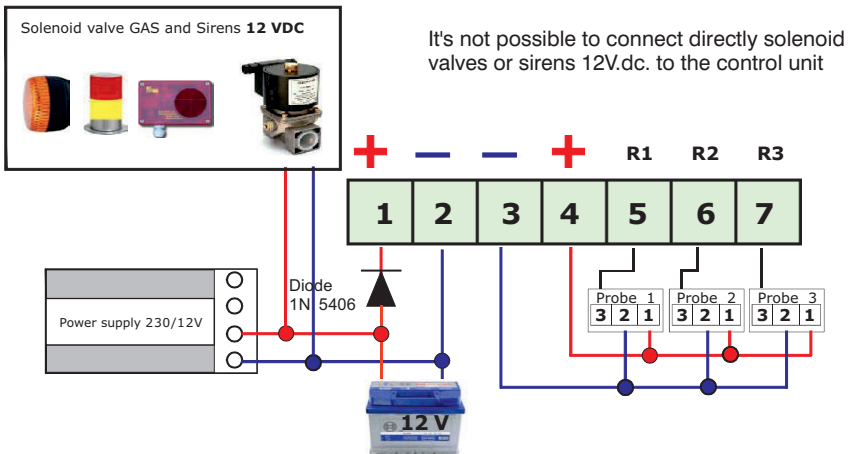 Solenoid valve GAS and Sirens 12 VDC
It's not possible to connect directly solenoid
valves or sirens 12V.dc. to the control unit
+ − − + R1 R2 R3
1 2 3 4 5 6 7
Diode
1N 5406
Power supply 230/12V
Probe 1
3 2 1
Probe 2
3 2 1
Probe 3
3 2 1
12 V